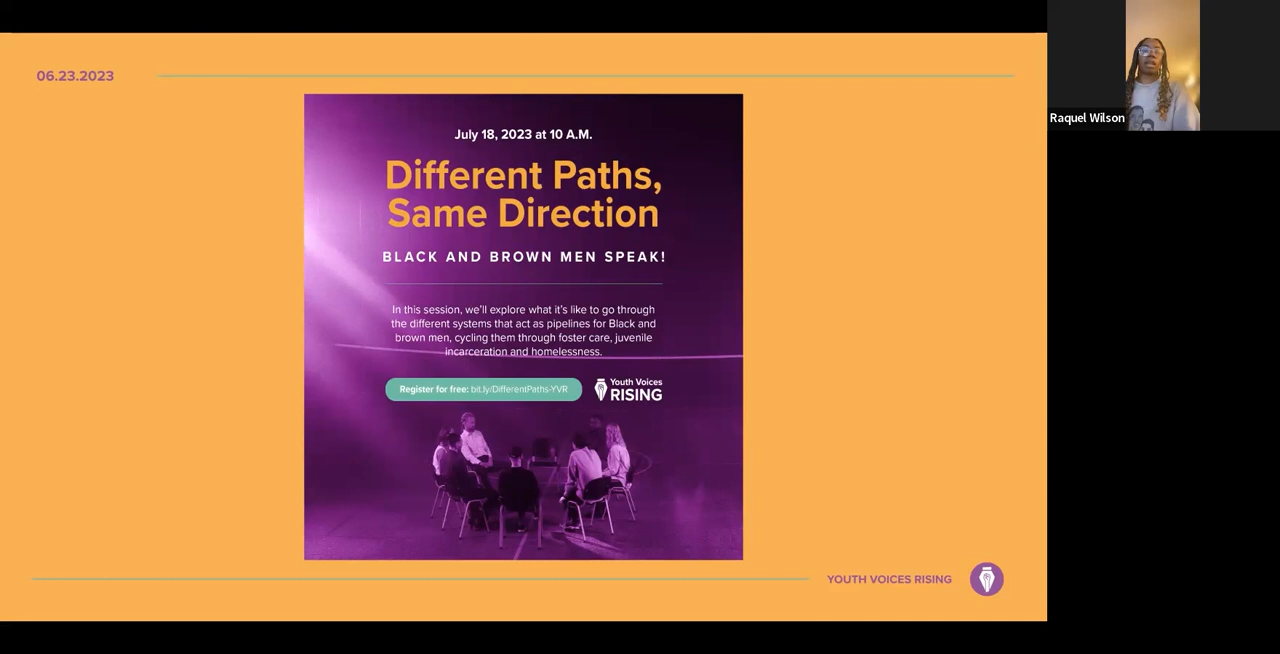 06.23.2023
July 18, 2023 at 10 A.M.
Different Paths,
Same Direction
BLACK AND BROWN MEN SPEAK!
In this session, we'll explore what it's like to go through
the different systems that act as pipelines for Black and
brown men, cycling them through foster care, juvenile
incarceration and homelessness.
Register for free: bit.ly/DifferentPaths-YVR
Youth Voices
RISING
YOUTH VOICES RISING
Raquel Wilson